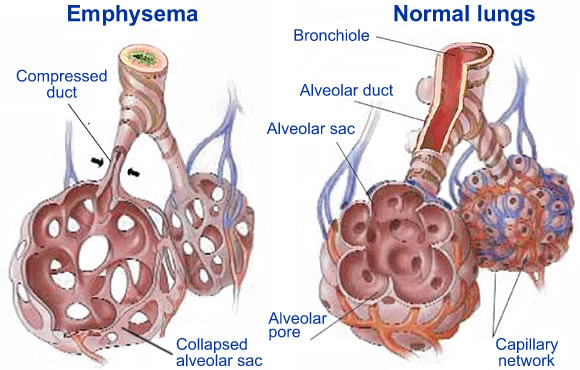 Emphysema
Compressed
duct
Collapsed
alveolar sac
Normal lungs
Bronchiole
Alveolar duct
Alveolar sac
Alveolar
pore
Capillary
network